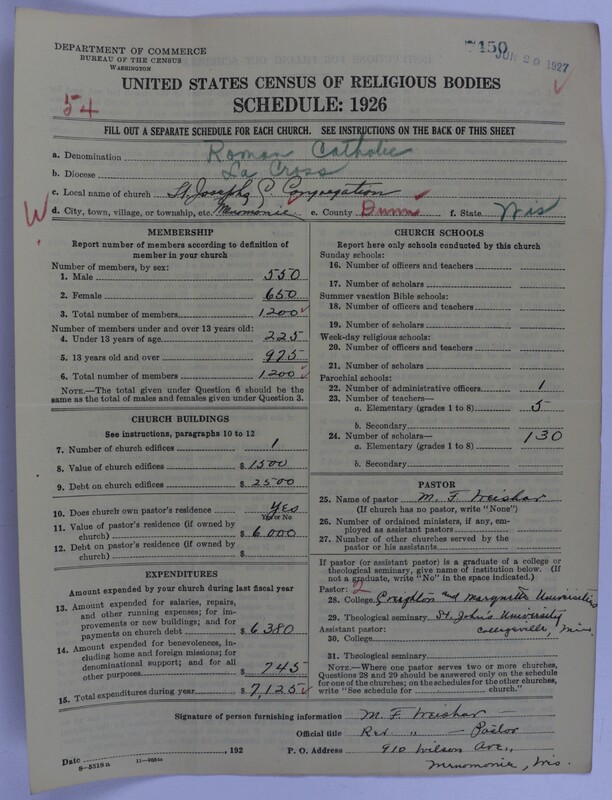 DEPARTMENT OF COMMERCE
BUREAU OF THE CENSUS
WASHINGTON
7450
JUN 20 1927
UNITED STATES CENSUS OF RELIGIOUS BODIES
SCHEDULE: 1926
54
FILL OUT A SEPARATE SCHEDULE FOR EACH CHURCH. SEE INSTRUCTIONS ON THE BACK OF THIS SHEET
a. Denomination Roman Catholic
b. Diocese La Cross
c. Local name of church St. Josephs C. Congregation
W.
d. City, town, village, or township, etc. Menomonie e. County Dunn f. State Wis
MEMBERSHIP
Report number of members according to definition of
member in your church
Number of members, by sex:
1. Male 550
2. Female 650
3. Total number of members 1200
Number of members under and over 13 years old:
4. Under 13 years of age 225
5. 13 years old and over 975
6. Total number of members 1200
NOTE.—The total given under Question 6 should be
same as the total of males and females given under Question 3.
CHURCH BUILDINGS
See instructions, paragraphs 10 to 12
7. Number of church edifices 1
8. Value of church edifices $ 1500
9. Debt on church edifices $ 2500
10. Does church own pastor's residence Yes
Yes or No
11. Value of pastor's residence (if owned by
church) $ 6000
12. Debt on pastor's residence (if owned by
church) $
EXPENDITURES
Amount expended by your church during last fiscal year
13. Amount expended for salaries, repairs,
and other running expenses; for im-
provements or new buildings; and for
payments on church debt $ 6380
14. Amount expended for benevolences, in-
cluding home and foreign missions; for
denominational support; and for all
other purposes $ 745
15. Total expenditures during year $ 7,125
CHURCH SCHOOLS
Report here only schools conducted by this church
Sunday schools:
16. Number of officers and teachers
17. Number of scholars
Summer vacation Bible schools:
18. Number of officers and teachers
19. Number of scholars
Week-day religious schools:
20. Number of officers and teachers
21. Number of scholars
Parochial schools:
22. Number of administrative officers 1
23. Number of teachers—
a. Elementary (grades 1 to 8) 5
b. Secondary
24. Number of scholars—
a. Elementary (grades 1 to 8) 130
b. Secondary
PASTOR
25. Name of pastor M. F. Weishar
(If church has no pastor, write "None")
26. Number of ordained ministers, if any, em-
ployed as assistant pastors
27. Number of other churches served by the
pastor or his assistants
If pastor (or assistant pastor) is a graduate of a college or
theological seminary, give name of institution below. (If
not a graduate, write "No" in the space indicated.)
Pastor: 2
28. College Creighton and Marquette Universities
29. Theological seminary St. John's University
Assistant pastor: Collegeville, Minn.
30. College
31. Theological seminary
NOTE.—Where one pastor serves two or more churches,
Questions 28 and 29 should be answered only on the schedule
for one of the churches; on the schedules for the other churches,
write "See schedule for church."
Signature of person furnishing information M. F. Weishar
Official title Rev. " — Pastor
Date , 192 P. O. Address 910 Wilson Ave.,
Menomonie, Wis.
8-5318a